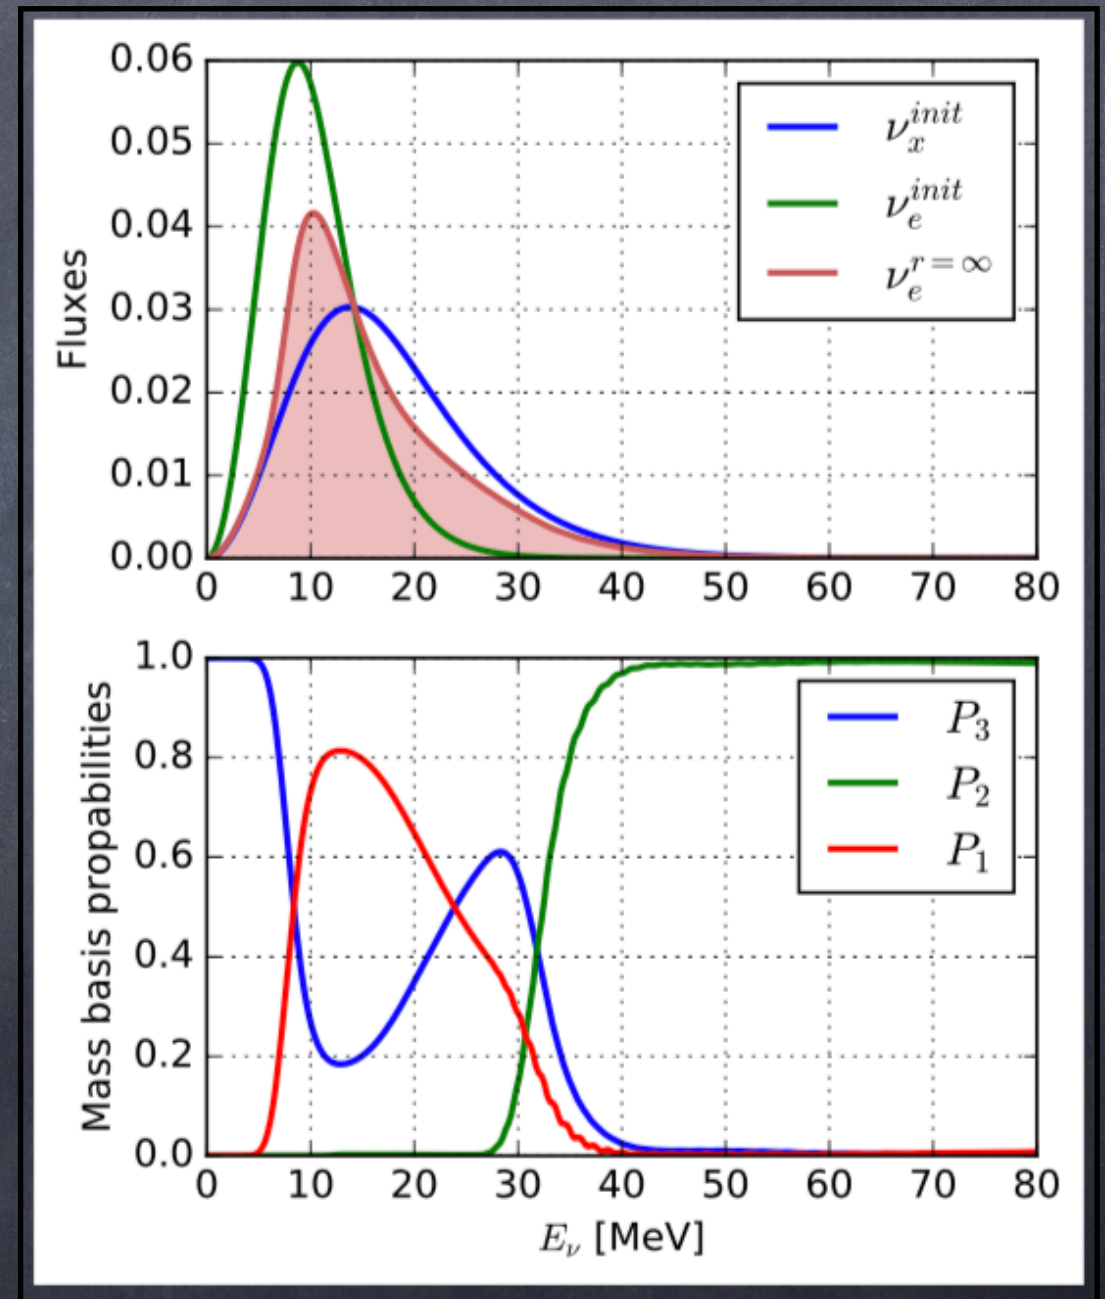 Fluxes
0.06
0.05
0.04
0.03
0.02
0.01
0.00
0 10 20 30 40 50 60 70 80
ν_x^{init}
ν_e^{init}
ν_e^{r=∞}
Mass basis propabilities
1.0
0.8
0.6
0.4
0.2
0.0
0 10 20 30 40 50 60 70 80
P_3
P_2
P_1
E_ν [MeV]